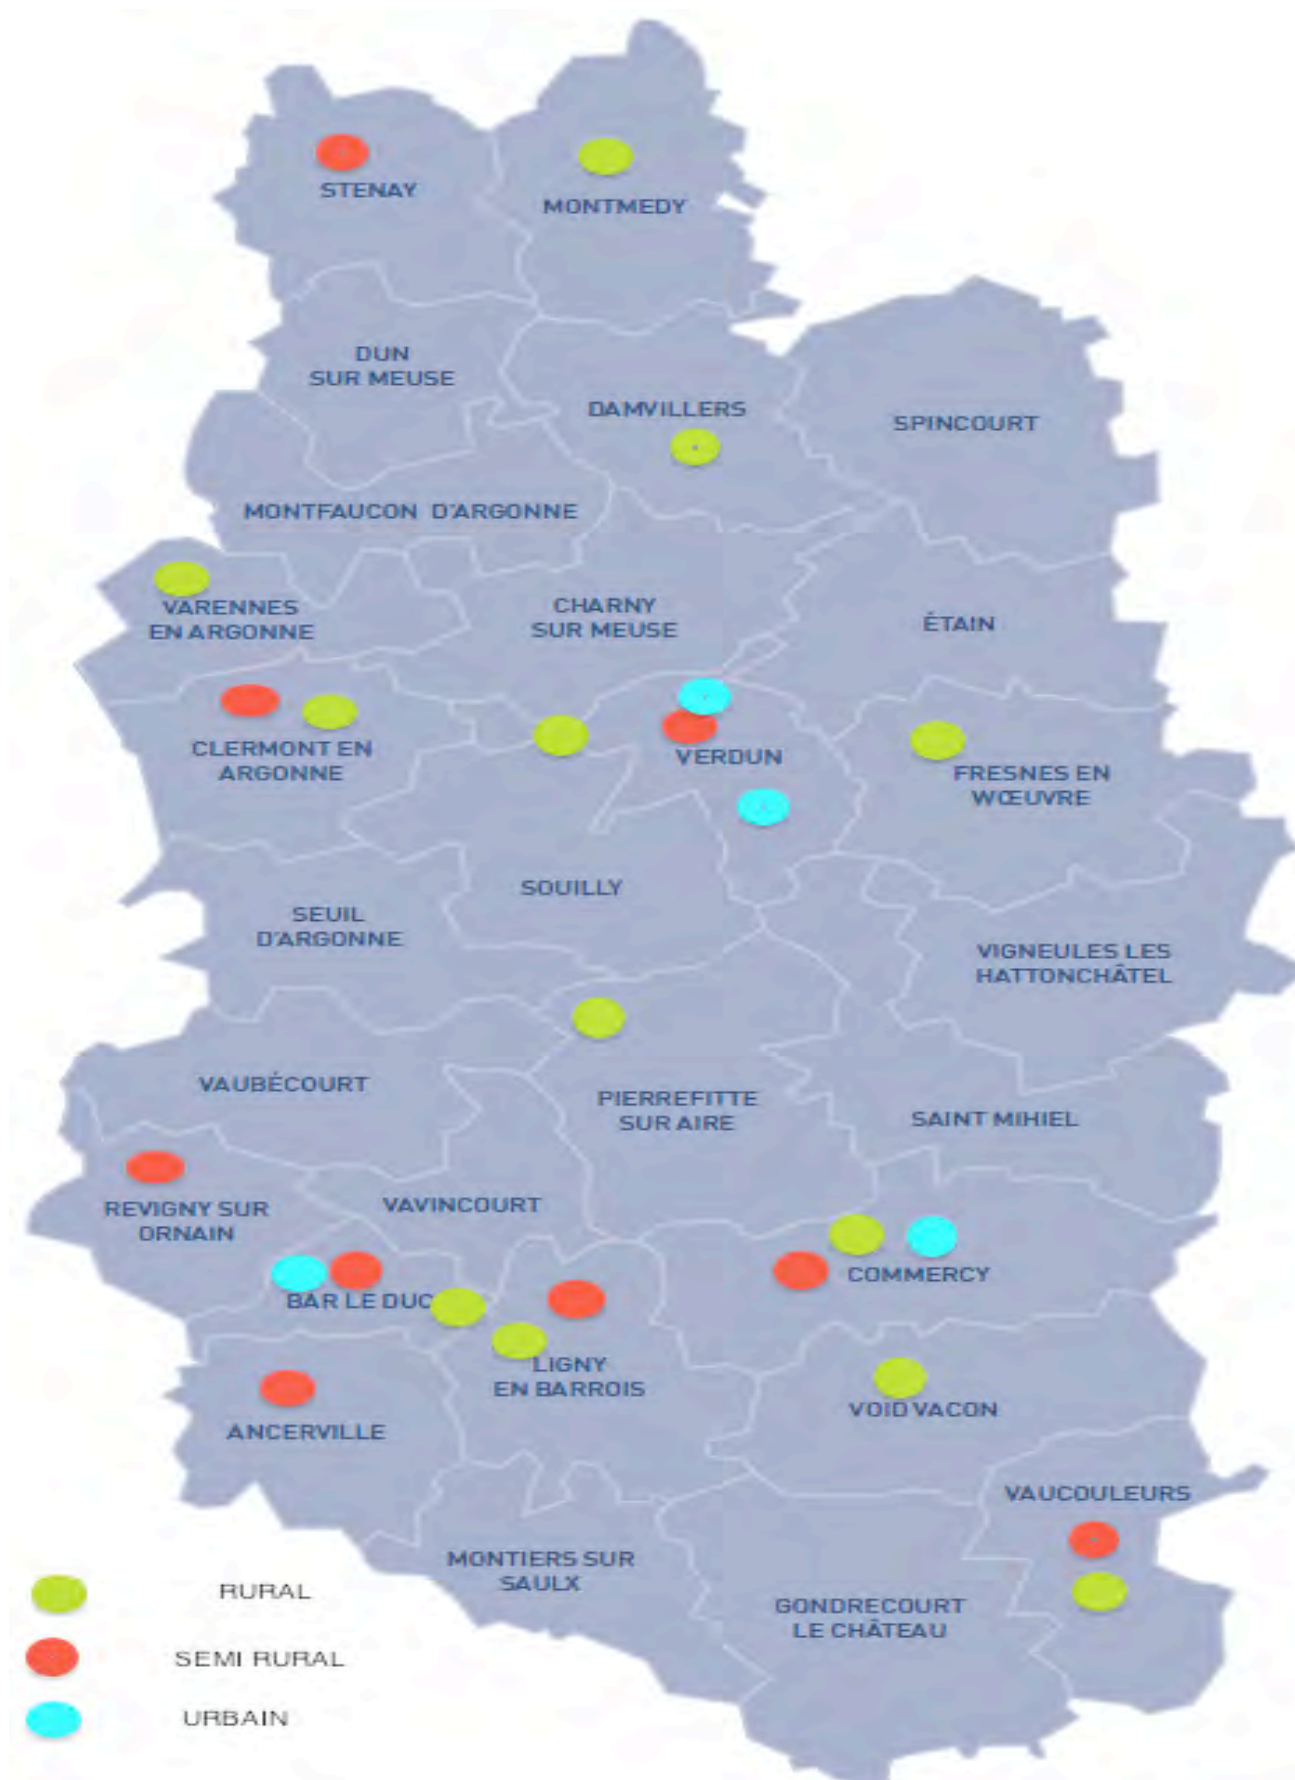 STENAY
MONTMEDY
DUN
SUR MEUSE
DAMVILLERS
SPINCOURT
MONTFAUCON D'ARGONNE
VARENNES
EN ARGONNE
CHARNY
SUR MEUSE
ÉTAIN
CLERMONT EN
ARGONNE
VERDUN
FRESNES EN
WŒUVRE
SOUILLY
SEUIL
D'ARGONNE
VIGNEULES LES
HATTONCHÂTEL
VAUBÉCOURT
PIERREFITTE
SUR AIRE
SAINT MIHIEL
REVIGNY SUR
ORNAIN
VAVINCOURT
BAR LE DUC
COMMERCY
LIGNY
EN BARROIS
VOID VACON
ANCERVILLE
VAUCOULEURS
MONTIERS SUR
SAULX
GONDRECOURT
LE CHÂTEAU
RURAL
SEMI RURAL
URBAIN